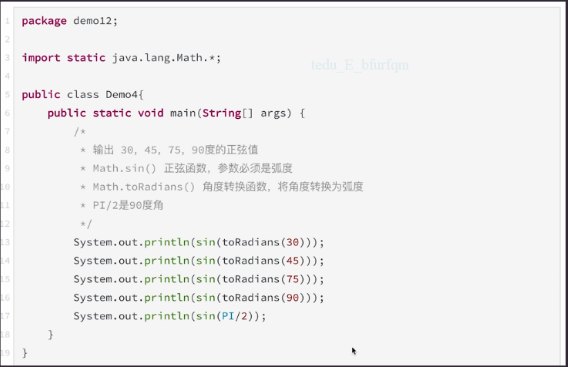 1 package demo12;
2
3 import static java.lang.Math.*;
tedu_E_bfurfqm
4
5 public class Demo4{
6 public static void main(String[] args) {
7 /*
8 * 输出 30, 45, 75, 90度的正弦值
9 * Math.sin() 正弦函数, 参数必须是弧度
10 * Math.toRadians() 角度转换函数, 将角度转换为弧度
11 * PI/2是90度角
12 */
13 System.out.println(sin(toRadians(30)));
14 System.out.println(sin(toRadians(45)));
15 System.out.println(sin(toRadians(75)));
16 System.out.println(sin(toRadians(90)));
17 System.out.println(sin(PI/2));
18 }
19 }